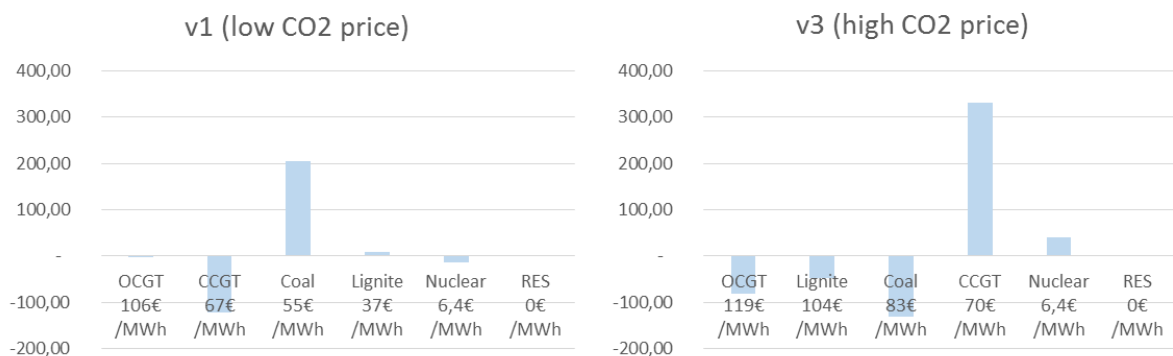 v1 (low CO2 price)
400,00
300,00
200,00
100,00
-
-100,00
-200,00
OCGT CCGT Coal Lignite Nuclear RES
106€ 67€ 55€ 37€ 6,4€ 0€
/MWh /MWh /MWh /MWh /MWh /MWh
v3 (high CO2 price)
400,00
300,00
200,00
100,00
-
-100,00
-200,00
OCGT Lignite Coal CCGT Nuclear RES
119€ 104€ 83€ 70€ 6,4€ 0€
/MWh /MWh /MWh /MWh /MWh /MWh